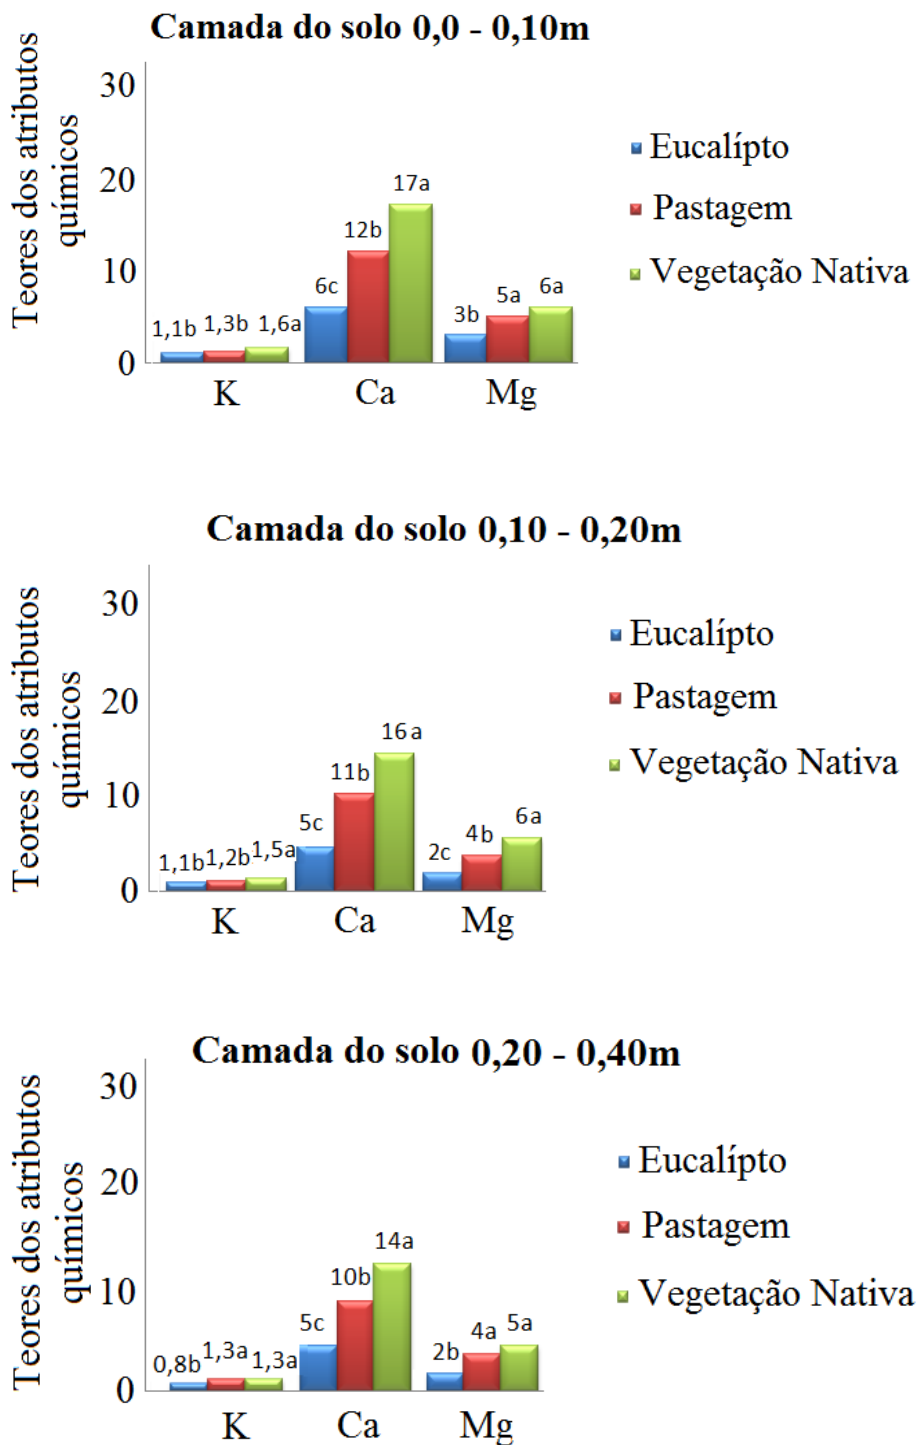 Camada do solo 0,0 - 0,10m
Teores dos atributos
químicos
30
20
10
0
1,1b 1,3b 1,6a
6c 12b 17a
3b 5a 6a
K Ca Mg
Eucalípto
Pastagem
Vegetação Nativa
Camada do solo 0,10 - 0,20m
Teores dos atributos
químicos
30
20
10
0
1,1b 1,2b 1,5a
5c 11b 16a
2c 4b 6a
K Ca Mg
Eucalípto
Pastagem
Vegetação Nativa
Camada do solo 0,20 - 0,40m
Teores dos atributos
químicos
30
20
10
0
0,8b 1,3a 1,3a
5c 10b 14a
2b 4a 5a
K Ca Mg
Eucalípto
Pastagem
Vegetação Nativa